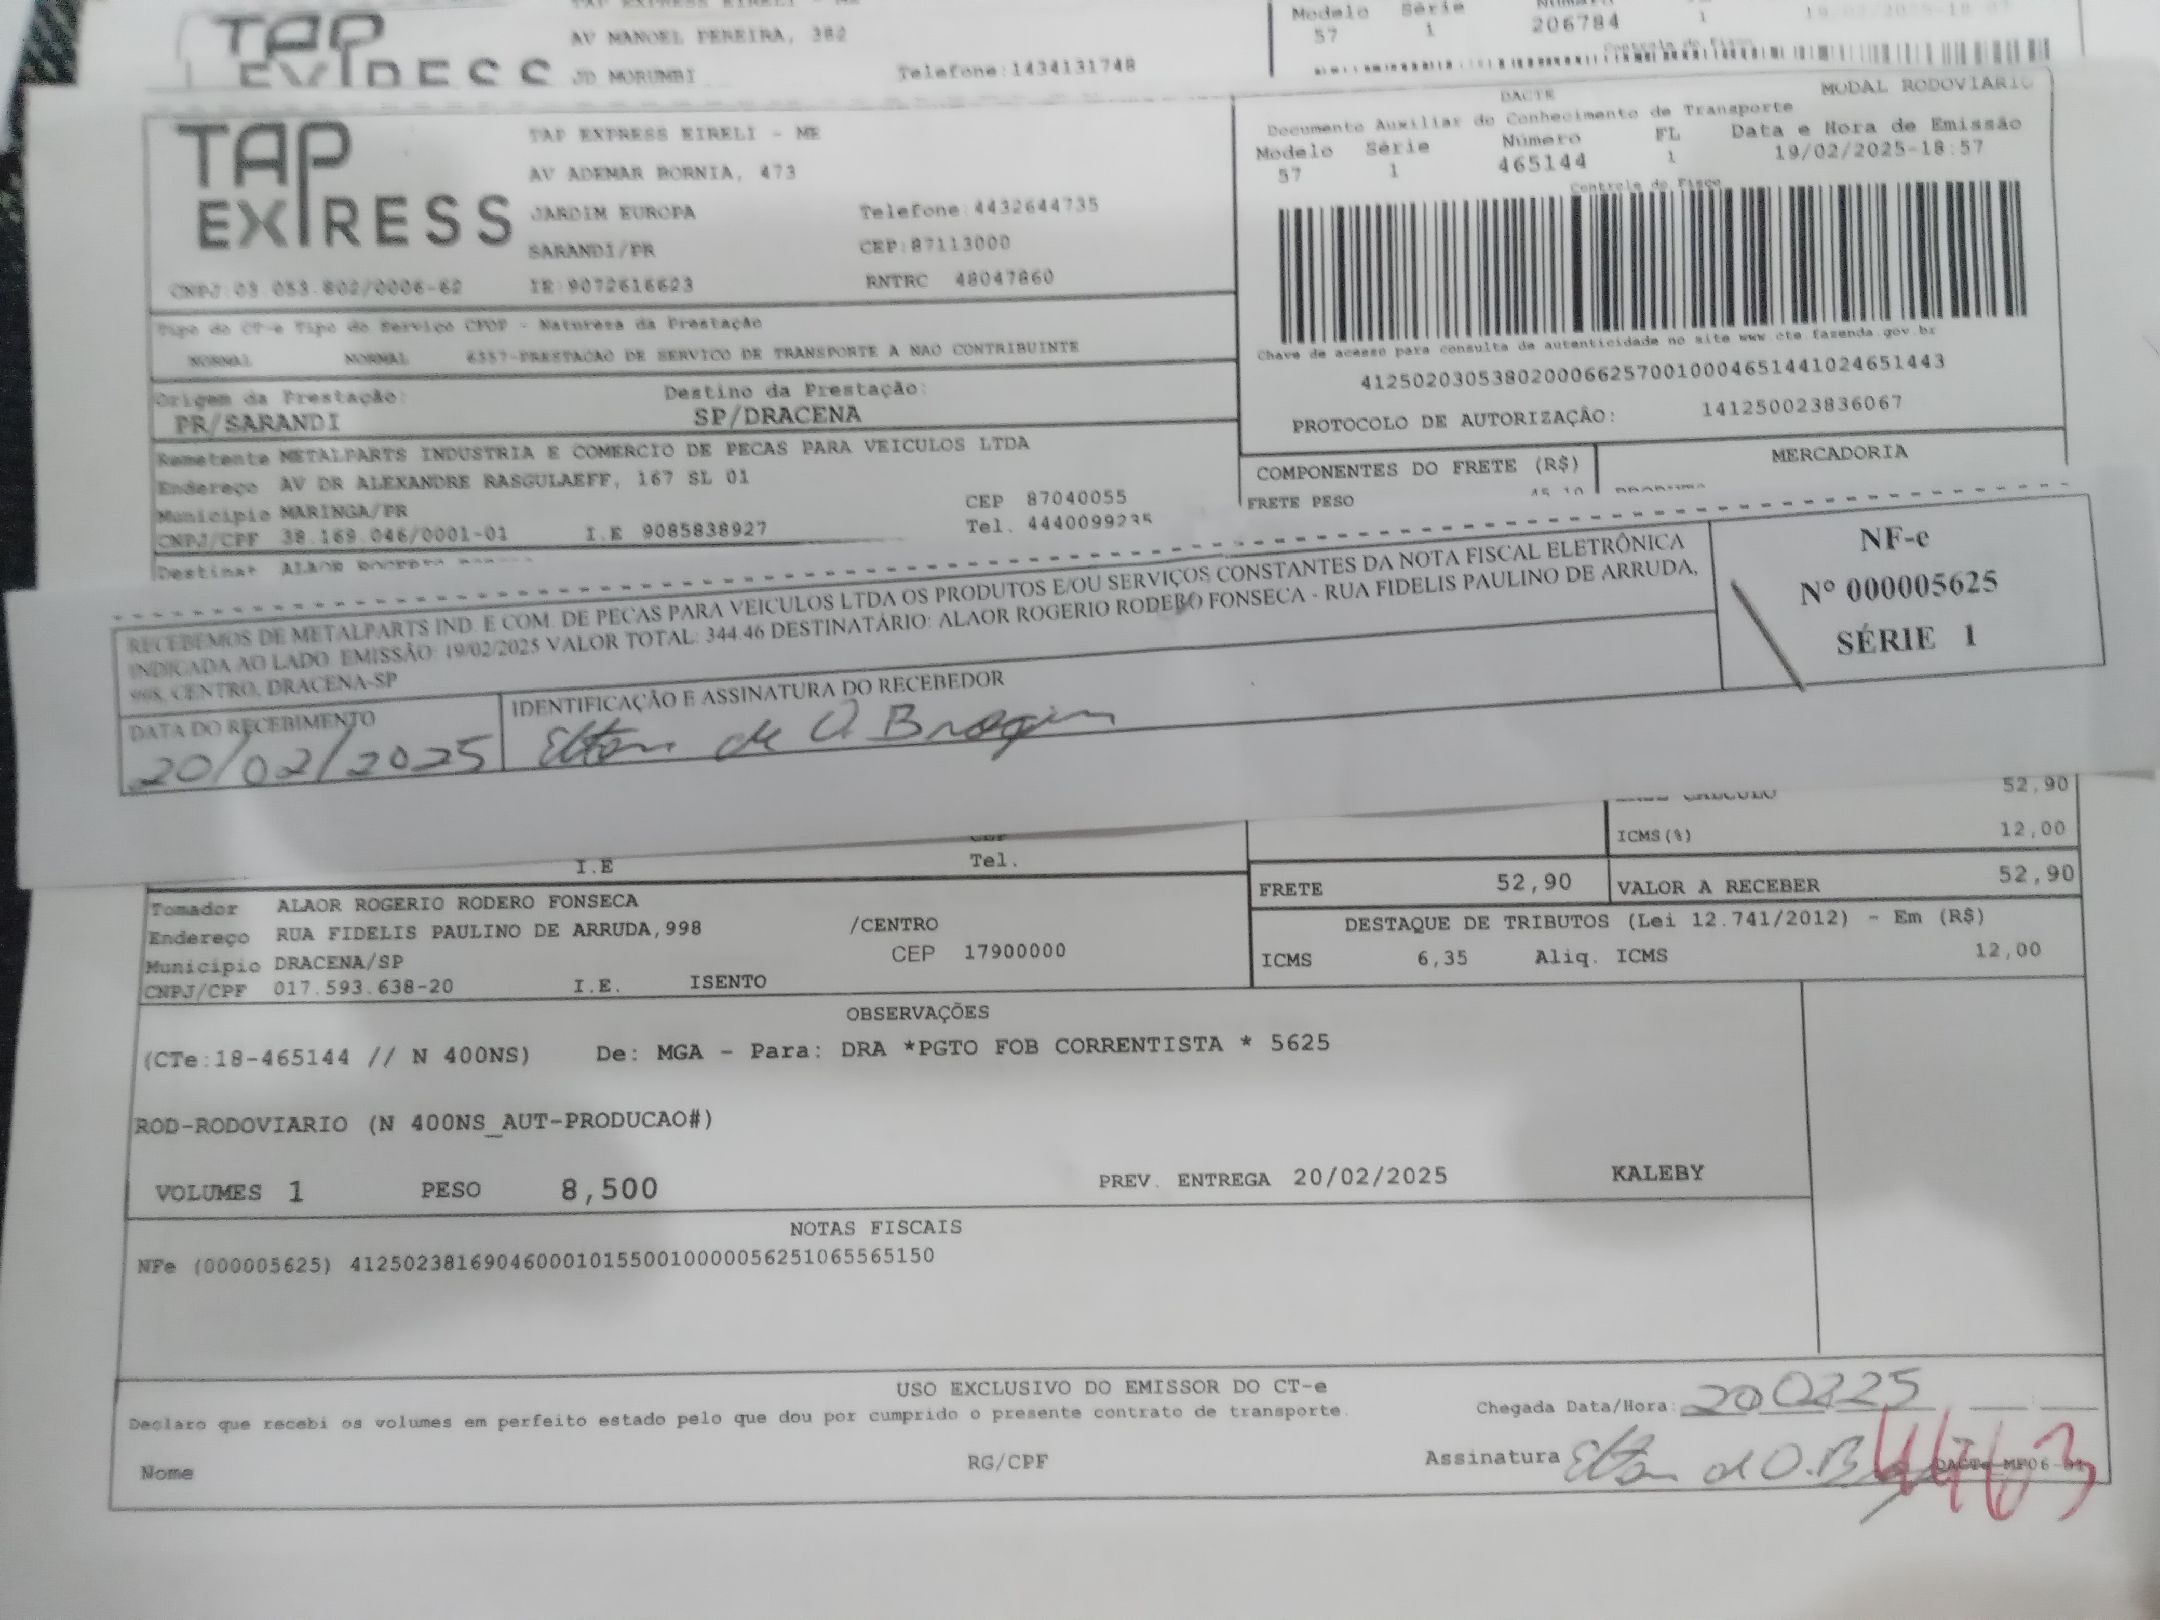 TAP EXPRESS
AV MANOEL PEREIRA, 382
JD MORUMBI
Telefone:1434131748
Modelo Série
57 1 206784 1
TAP EXPRESS
TAP EXPRESS EIRELI - ME
AV ADEMAR BORNIA, 473
JARDIM EUROPA Telefone:4432644735
SARANDI/PR CEP:87113000
CNPJ:03.053.802/0006-62 IE:9072616623 RNTRC 48047860
DACTE MODAL RODOVIARIO
Documento Auxiliar do Conhecimento de Transporte
Modelo Série Número FL Data e Hora de Emissão
57 1 465144 1 19/02/2025-18:57
Controle do Fisco
Chave de acesso para consulta de autenticidade no site www.cte.fazenda.gov.br
41250203053802000662570010004651441024651443
PROTOCOLO DE AUTORIZAÇÃO: 141250023836067
Tipo do CT-e Tipo do Serviço CFOP - Natureza da Prestação
NORMAL NORMAL 6357-PRESTACAO DE SERVICO DE TRANSPORTE A NAO CONTRIBUINTE
Origem da Prestação: Destino da Prestação:
PR/SARANDI SP/DRACENA
Remetente METALPARTS INDUSTRIA E COMERCIO DE PECAS PARA VEICULOS LTDA
Endereço AV DR ALEXANDRE RASGULAEFF, 167 SL 01
Município MARINGA/PR CEP 87040055
CNPJ/CPF 38.169.046/0001-01 I.E 9085838927 Tel. 4440099235
COMPONENTES DO FRETE (R$) MERCADORIA
FRETE PESO 45,10
Destinat ALAOR
RECEBEMOS DE METALPARTS IND. E COM. DE PECAS PARA VEICULOS LTDA OS PRODUTOS E/OU SERVIÇOS CONSTANTES DA NOTA FISCAL ELETRÔNICA
INDICADA AO LADO. EMISSÃO: 19/02/2025 VALOR TOTAL: 344.46 DESTINATÁRIO: ALAOR ROGERIO RODERO FONSECA - RUA FIDELIS PAULINO DE ARRUDA,
998, CENTRO, DRACENA-SP
NF-e
Nº 000005625
SÉRIE 1
DATA DO RECEBIMENTO IDENTIFICAÇÃO E ASSINATURA DO RECEBEDOR
20/02/2025 Elton de O
52,90
ICMS(%) 12,00
I.E Tel.
FRETE 52,90 VALOR A RECEBER 52,90
Tomador ALAOR ROGERIO RODERO FONSECA
Endereço RUA FIDELIS PAULINO DE ARRUDA,998 /CENTRO
Município DRACENA/SP CEP 17900000
CNPJ/CPF 017.593.638-20 I.E. ISENTO
DESTAQUE DE TRIBUTOS (Lei 12.741/2012) - Em (R$)
ICMS 6,35 Aliq. ICMS 12,00
OBSERVAÇÕES
(CTe:18-465144 // N 400NS) De: MGA - Para: DRA *PGTO FOB CORRENTISTA * 5625
ROD-RODOVIARIO (N 400NS_AUT-PRODUCAO#)
VOLUMES 1 PESO 8,500 PREV. ENTREGA 20/02/2025 KALEBY
NOTAS FISCAIS
NFe (000005625) 41250238169046000101550010000056251065565150
USO EXCLUSIVO DO EMISSOR DO CT-e
Declaro que recebi os volumes em perfeito estado pelo que dou por cumprido o presente contrato de transporte.
Chegada Data/Hora: 20 02 25
Nome RG/CPF Assinatura Elton d O.